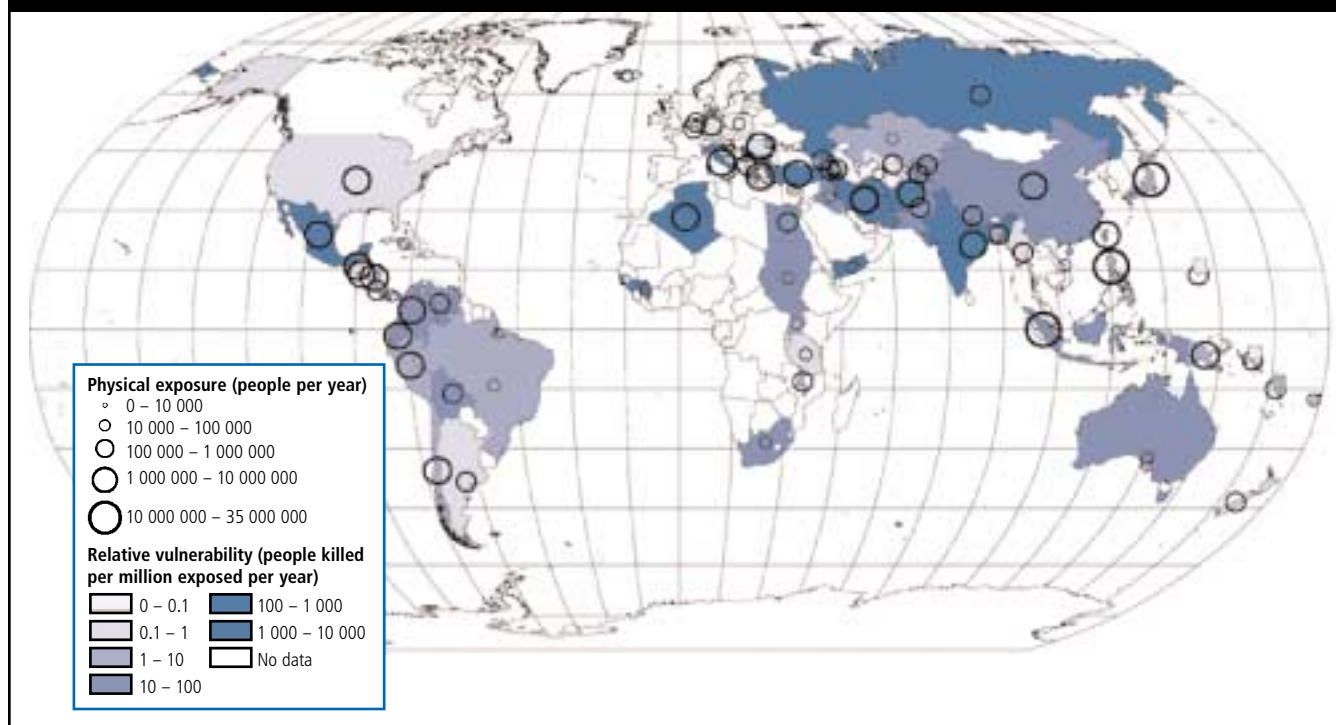 Physical exposure (people per year)
0 – 10 000
10 000 – 100 000
100 000 – 1 000 000
1 000 000 – 10 000 000
10 000 000 – 35 000 000
Relative vulnerability (people killed
per million exposed per year)
0 – 0.1
0.1 – 1
1 – 10
10 – 100
100 – 1 000
1 000 – 10 000
No data